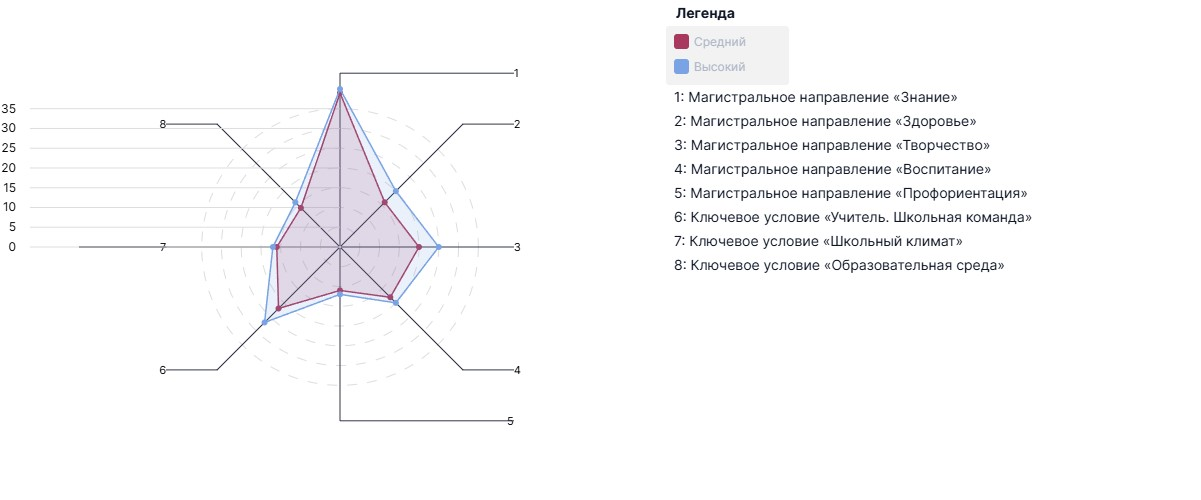 Легенда
Средний
Высокий
1: Магистральное направление «Знание»
2: Магистральное направление «Здоровье»
3: Магистральное направление «Творчество»
4: Магистральное направление «Воспитание»
5: Магистральное направление «Профориентация»
6: Ключевое условие «Учитель. Школьная команда»
7: Ключевое условие «Школьный климат»
8: Ключевое условие «Образовательная среда»
1
2
3
4
5
6
7
8
35
30
25
20
15
10
5
0